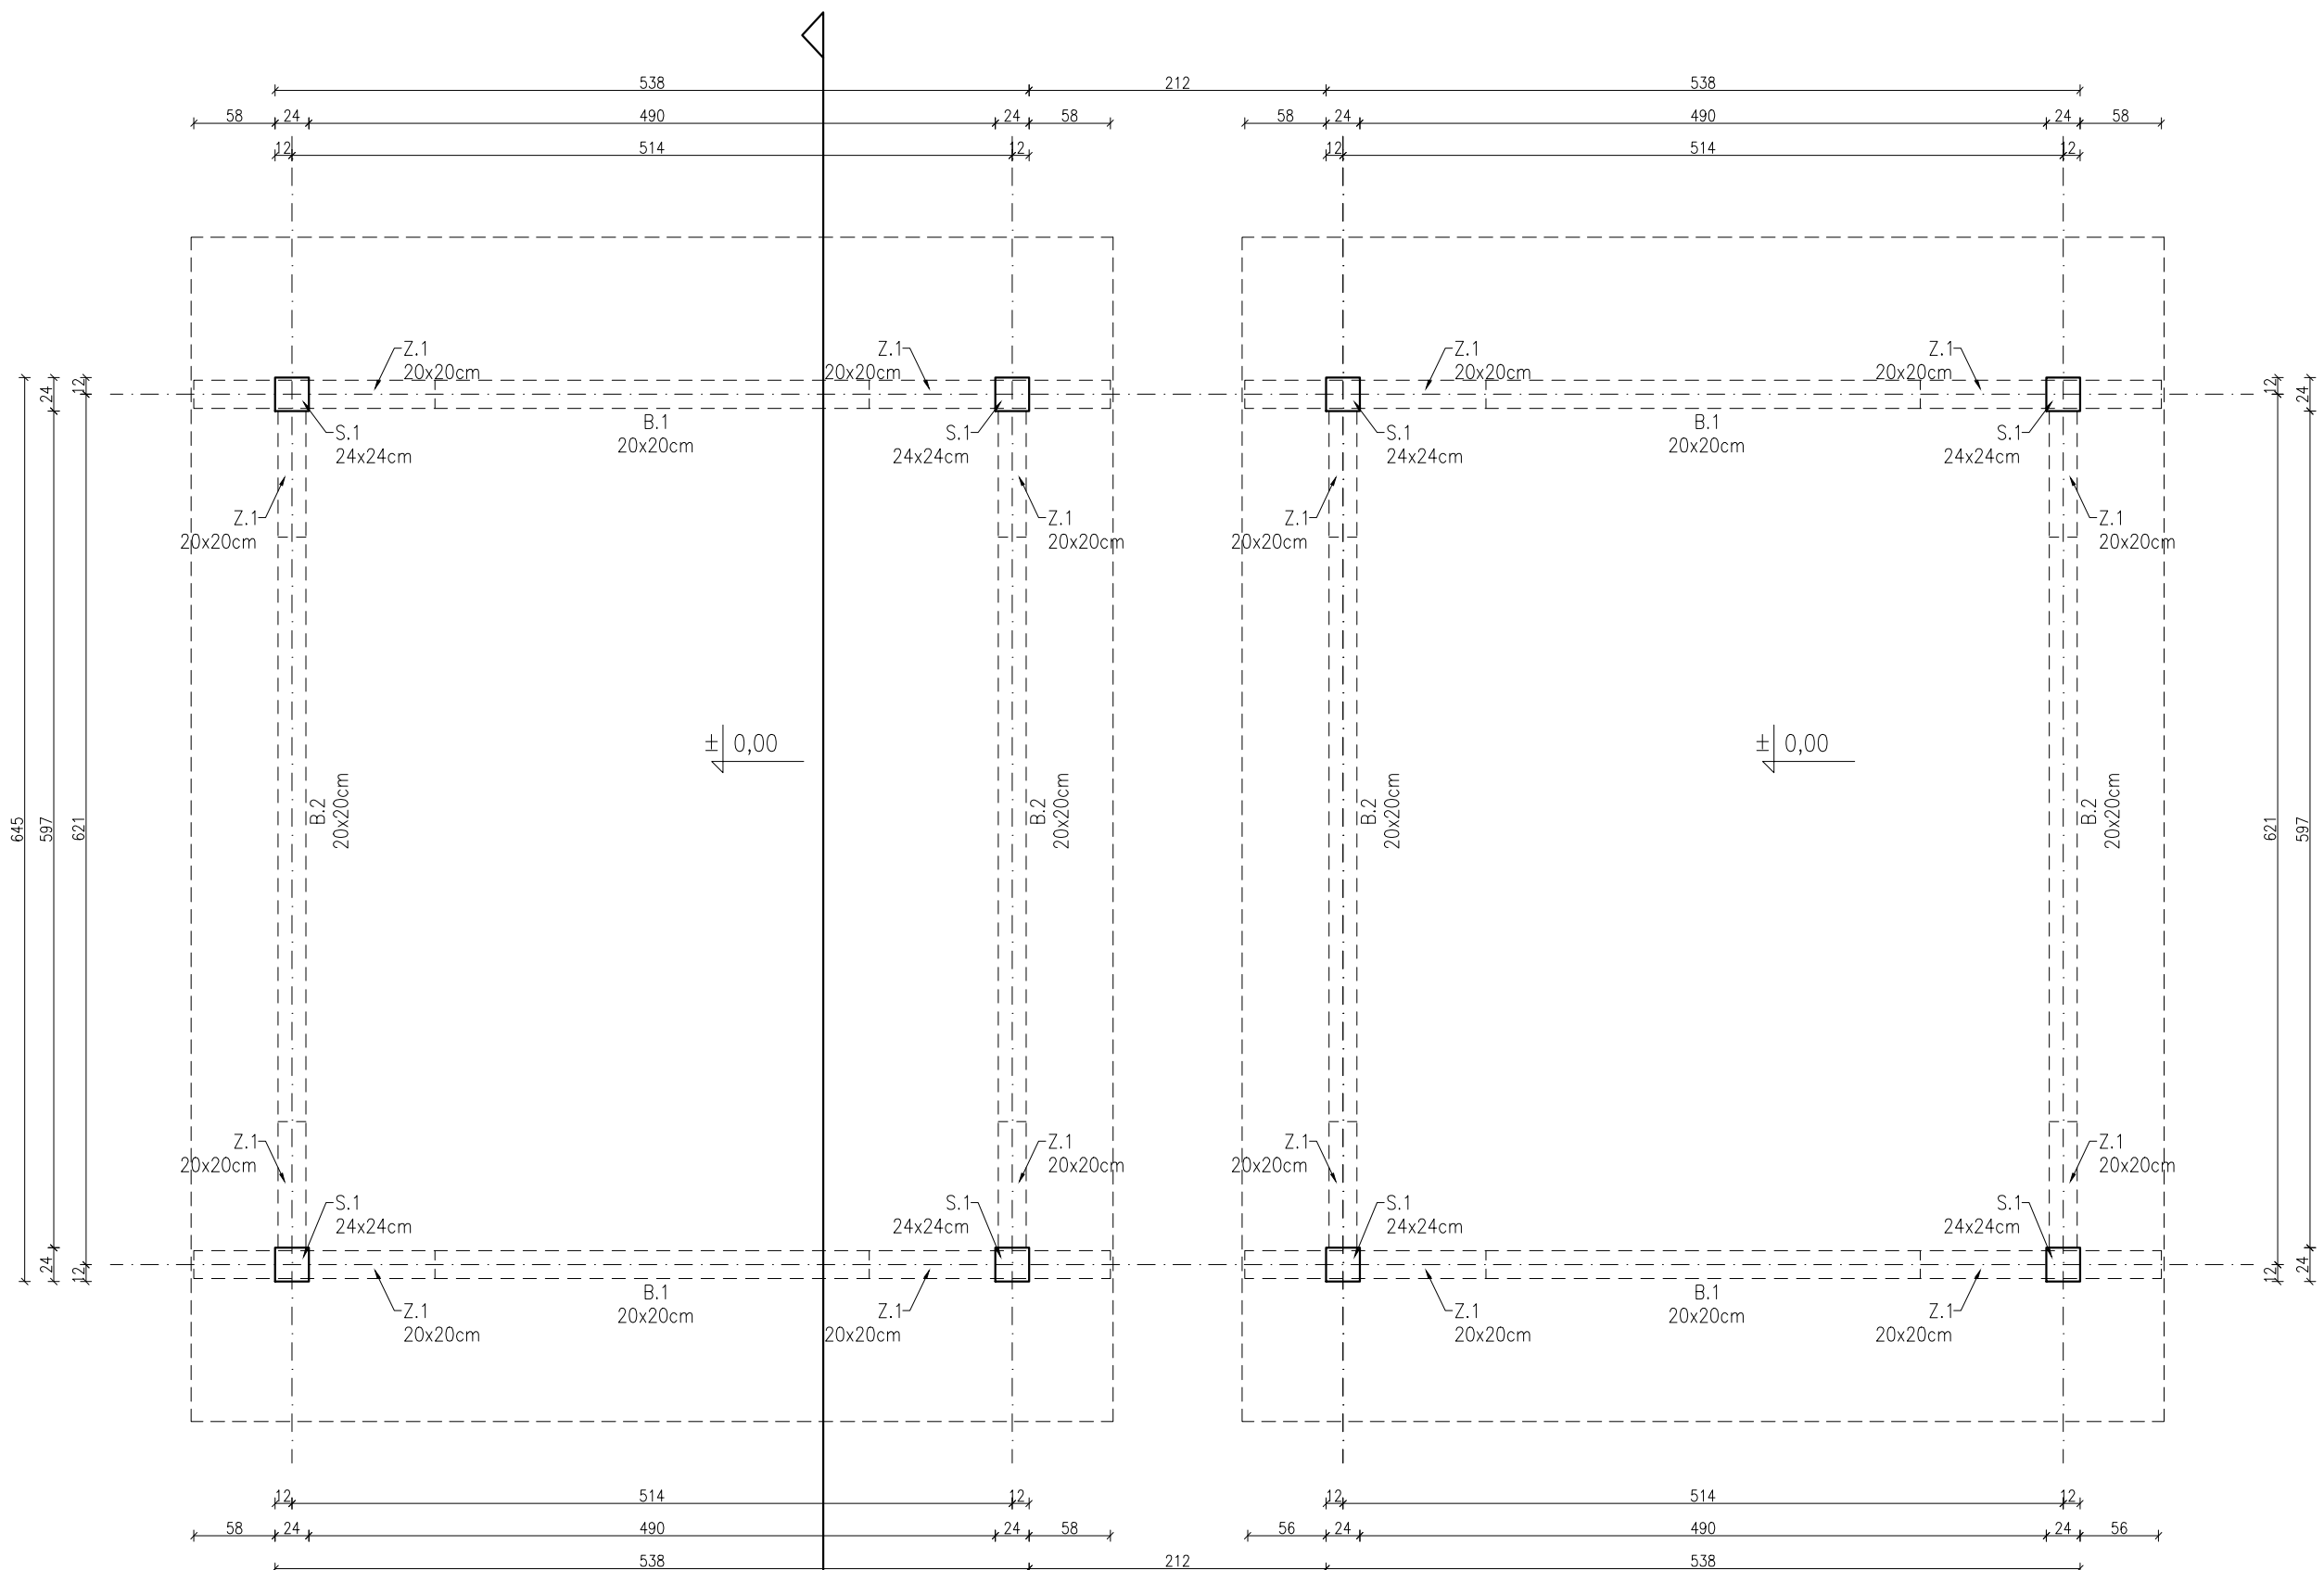 538 212 538
58 24 490 24 58 58 24 490 24 58
12 514 12 12 514 12
Z.1 Z.1 Z.1 Z.1
20x20cm 20x20cm 20x20cm 20x20cm
12 24 12 24
B.1 B.1
S.1 S.1 S.1 S.1
20x20cm 20x20cm
24x24cm 24x24cm 24x24cm 24x24cm
Z.1 Z.1 Z.1 Z.1
20x20cm 20x20cm 20x20cm 20x20cm
± 0,00 ± 0,00
B.2 B.2 B.2 B.2
20x20cm 20x20cm 20x20cm 20x20cm
645 597 621 621 597
Z.1 Z.1 Z.1 Z.1
20x20cm 20x20cm 20x20cm 20x20cm
S.1 S.1 S.1 S.1
24x24cm 24x24cm 24x24cm 24x24cm
24 12 12 24
B.1 B.1
Z.1 Z.1 Z.1 Z.1
20x20cm 20x20cm
20x20cm 20x20cm 20x20cm 20x20cm
12 514 12 12 514 12
58 24 490 24 58 56 24 490 24 56
538 212 538